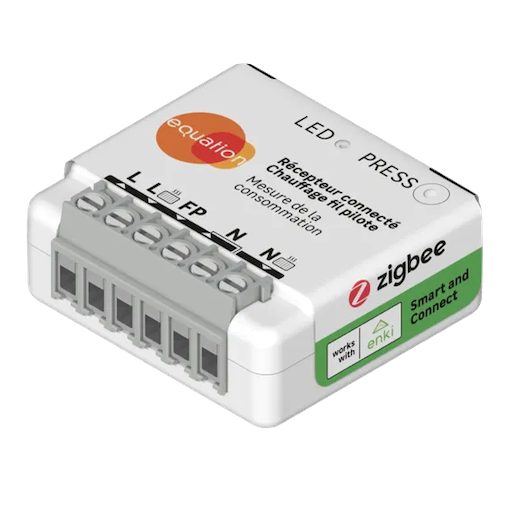 equation
LED
PRESS
Récepteur connecté
Chauffage fil pilote
Mesure de la
consommation
L L FP N N
zigbee
works
with
enki
Smart and
Connect